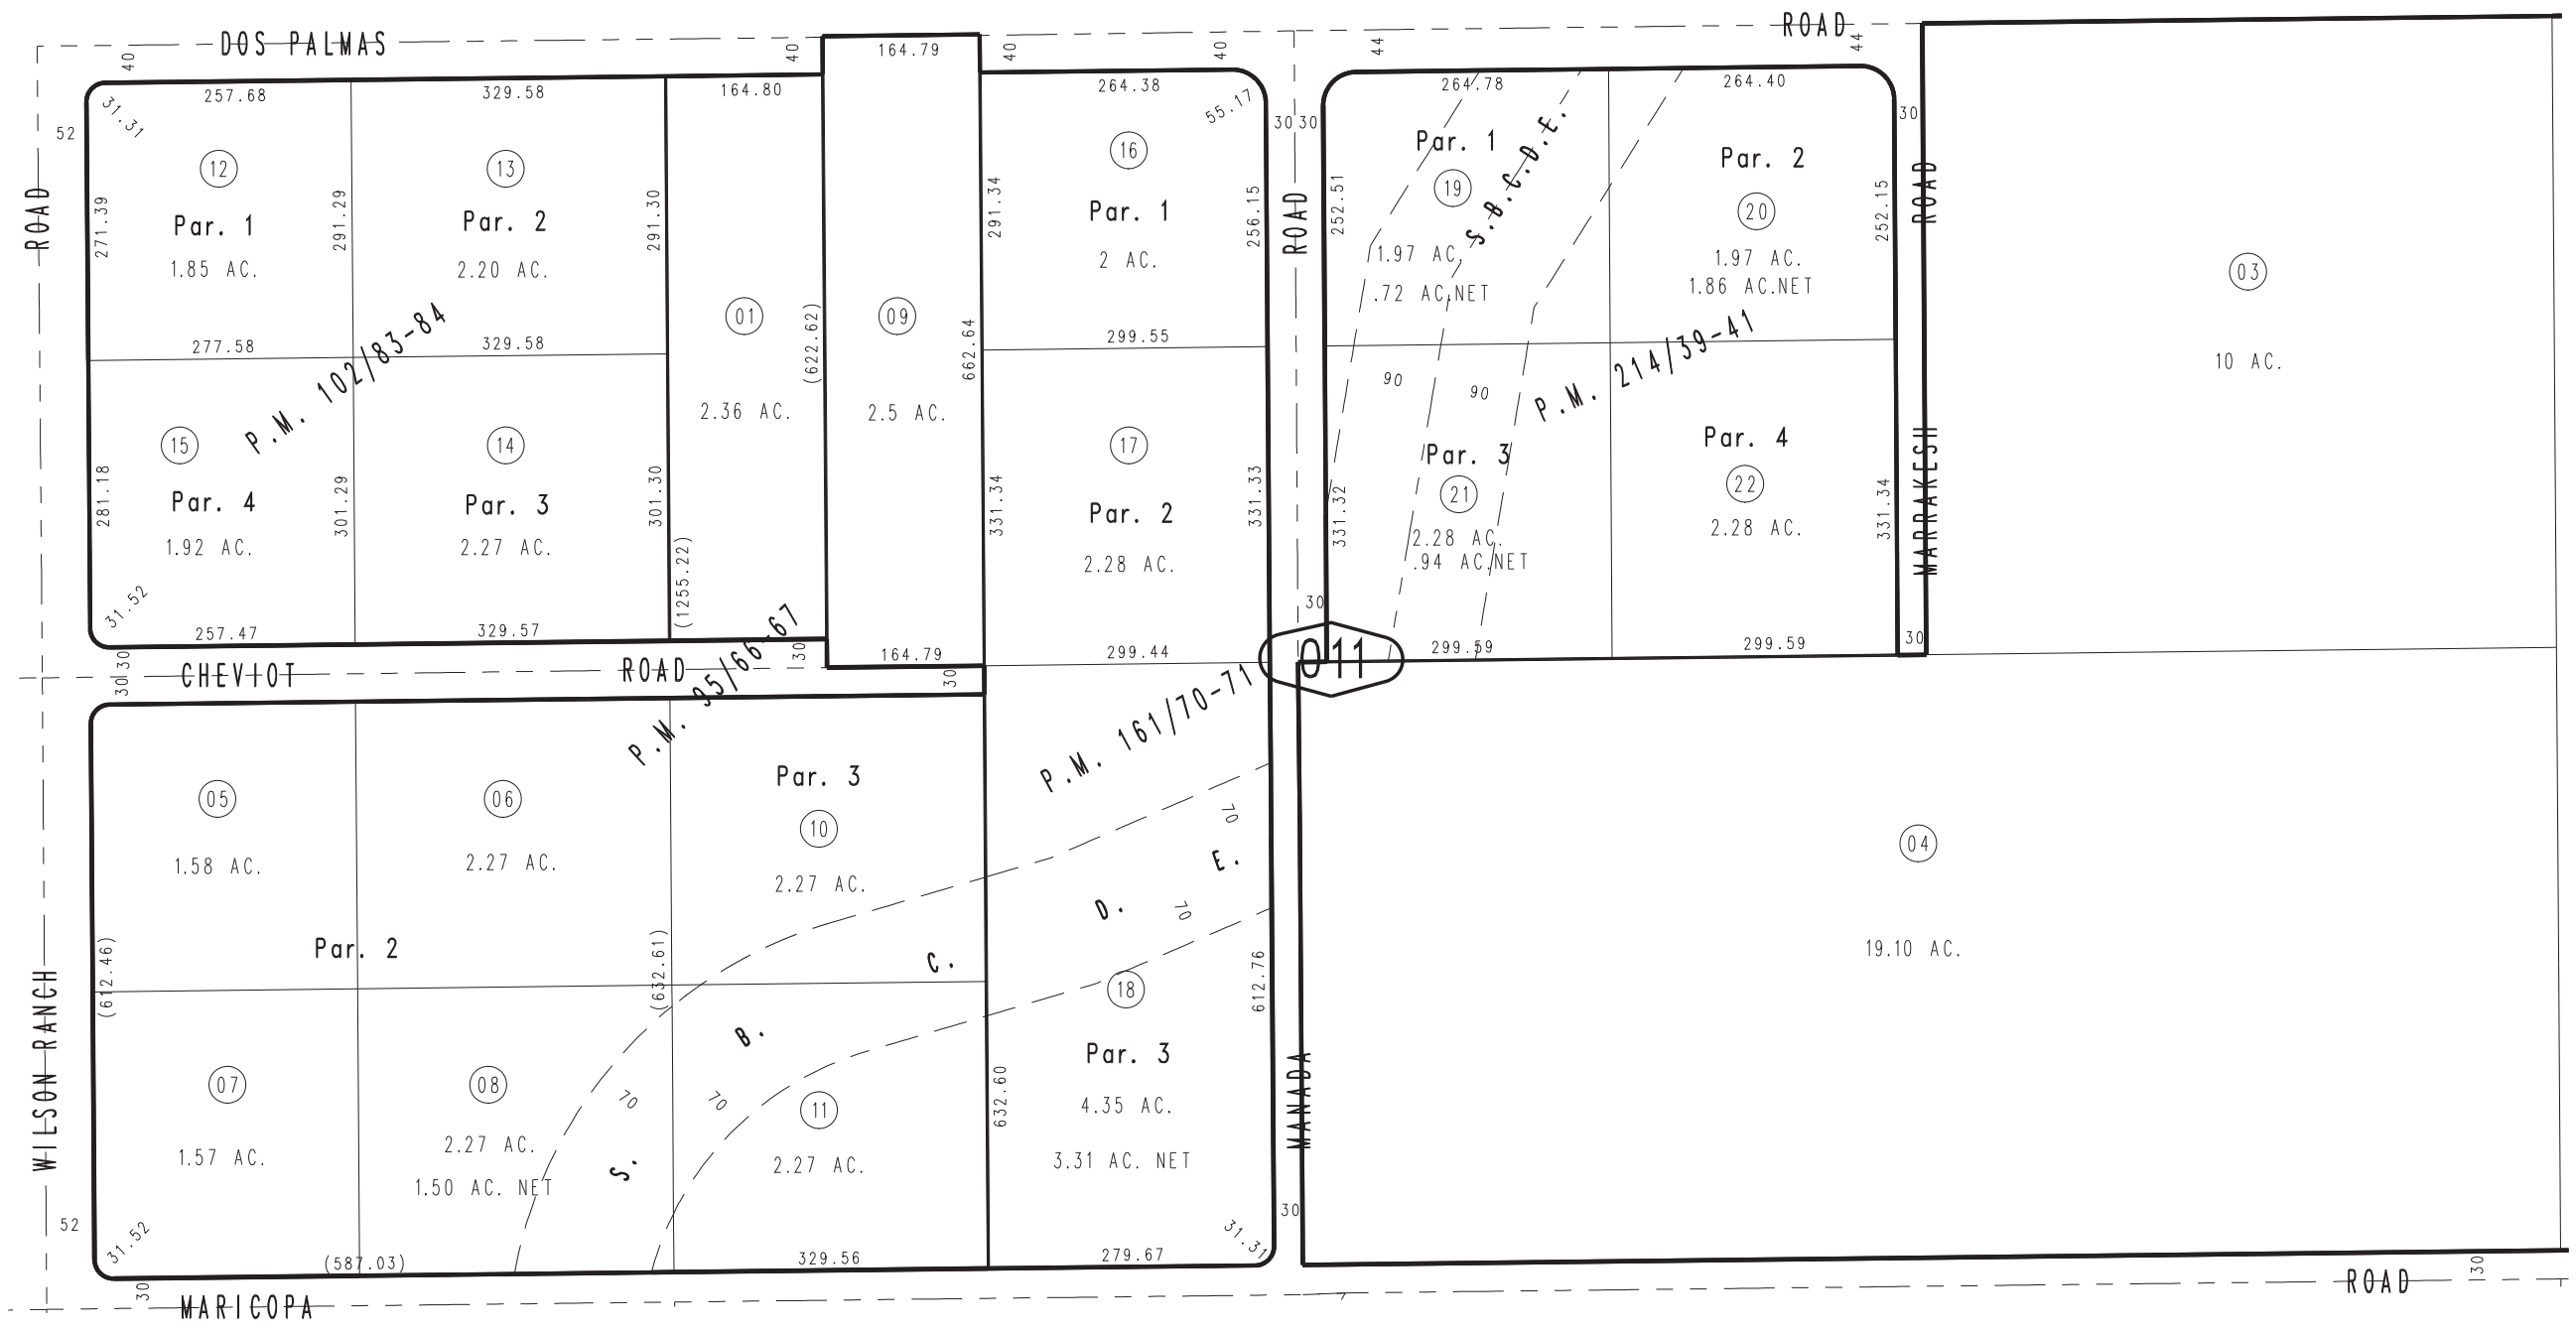 DOS PALMAS
ROAD
40
40
164.79
40
40
44
44
31.31
257.68
329.58
164.80
264.38
55.17
264.78
264.40
52
30
30
30
12
Par. 1
1.85 AC.
271.39
291.29
13
Par. 2
2.20 AC.
291.30
01
2.36 AC.
(622.62)
09
2.5 AC.
662.64
16
Par. 1
2 AC.
291.34
256.15
299.55
ROAD
ROAD
252.51
Par. 1
19
1.97 AC.
.72 AC.NET
S.B.C.D.E.
Par. 2
20
1.97 AC.
1.86 AC.NET
252.15
ROAD
03
10 AC.
277.58
329.58
P.M. 102/83-84
15
Par. 4
1.92 AC.
281.18
301.29
14
Par. 3
2.27 AC.
301.30
(1255.22)
17
Par. 2
2.28 AC.
331.34
331.33
331.32
90
90
Par. 3
21
2.28 AC.
.94 AC.NET
P.M. 214/39-41
Par. 4
22
2.28 AC.
331.34
MARRAKESH
31.52
257.47
329.57
164.79
299.44
30
011
299.59
299.59
30
30
30
CHEVIOT
ROAD
30
30
P.M. 95/66-67
P.M. 161/70-71
05
1.58 AC.
06
2.27 AC.
Par. 3
10
2.27 AC.
70
04
19.10 AC.
Par. 2
(612.46)
(632.61)
S. B. C. D. E.
70
612.76
18
Par. 3
4.35 AC.
3.31 AC. NET
632.60
WILSON RANCH
07
1.57 AC.
08
2.27 AC.
1.50 AC. NET
70
70
11
2.27 AC.
MANADA
52
31.52
(587.03)
329.56
279.67
31.31
30
30
30
MARICOPA
ROAD